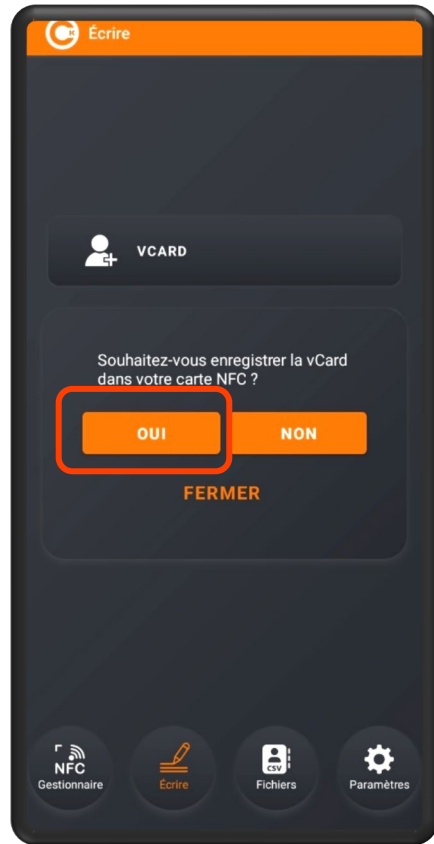 Écrire
VCARD
Souhaitez-vous enregistrer la vCard
dans votre carte NFC ?
OUI
NON
FERMER
NFC
Gestionnaire
Écrire
CSV
Fichiers
Paramètres